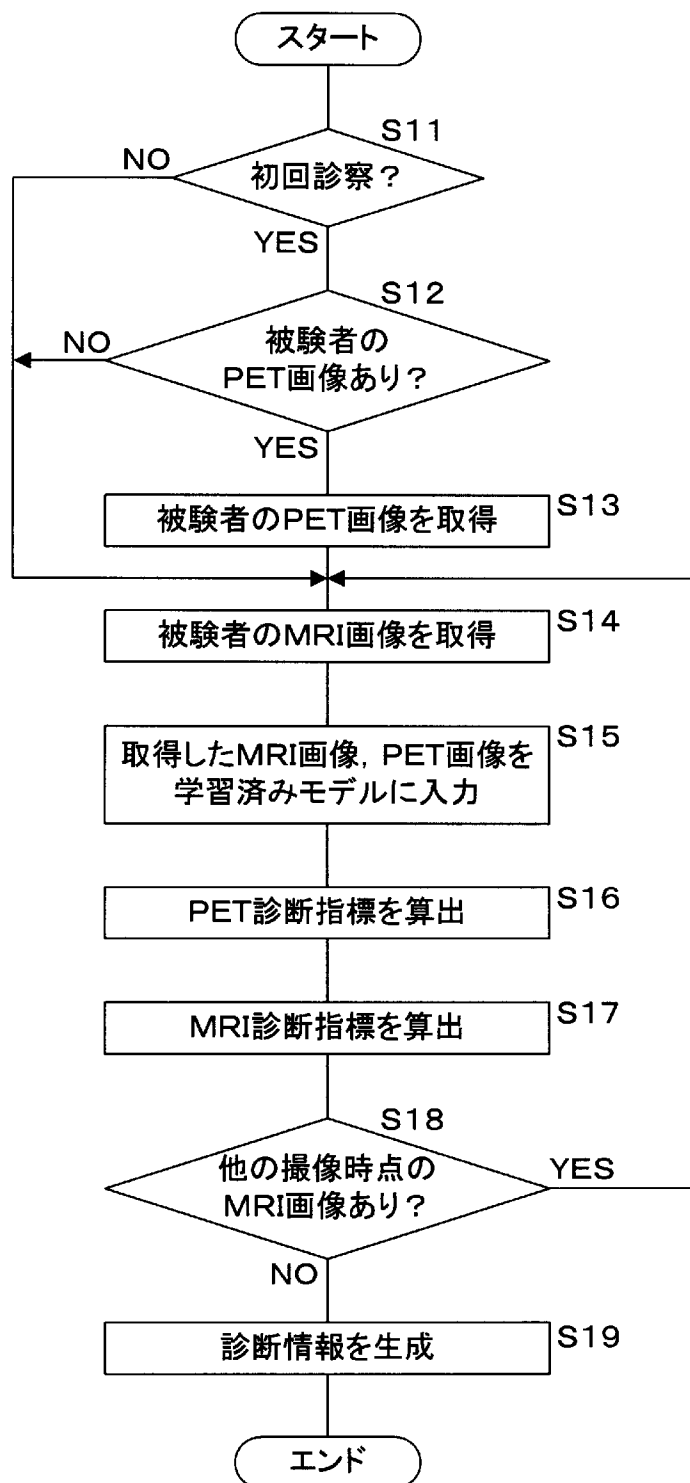 スタート
S11
NO
初回診察?
YES
S12
NO
被験者の
PET画像あり?
YES
被験者のPET画像を取得
S13
被験者のMRI画像を取得
S14
取得したMRI画像,PET画像を
学習済みモデルに入力
S15
PET診断指標を算出
S16
MRI診断指標を算出
S17
S18
他の撮像時点の
MRI画像あり?
YES
NO
診断情報を生成
S19
エンド